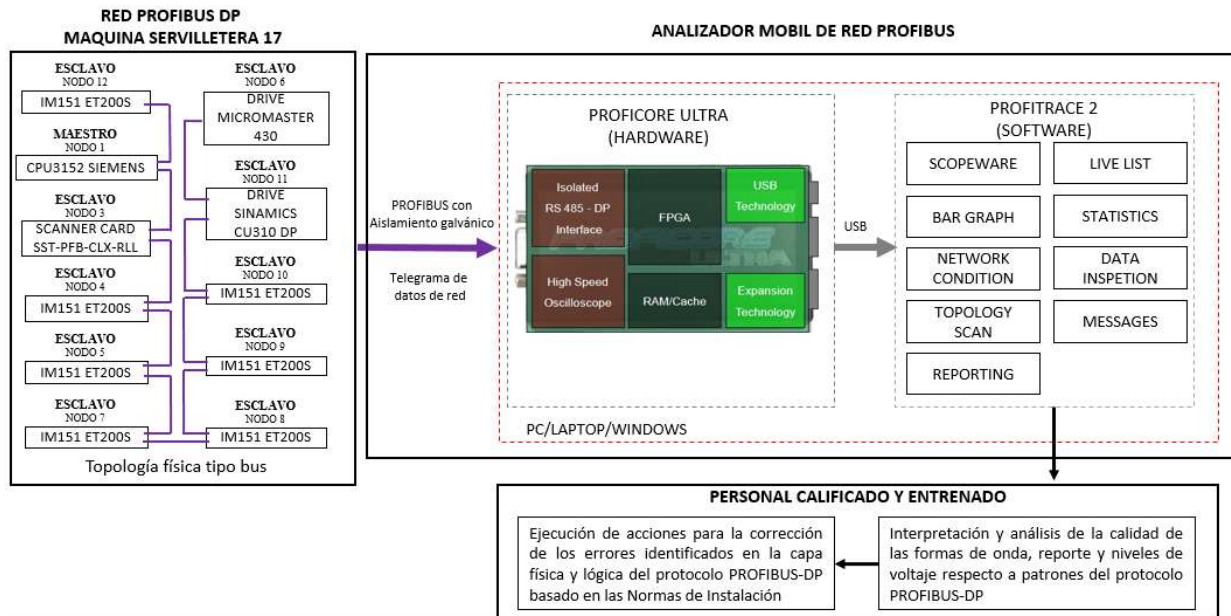 RED PROFIBUS DP
MAQUINA SERVILLETERA 17
ESCLAVO
NODO 12
IM151 ET200S
MAESTRO
NODO 1
CPU3152 SIEMENS
ESCLAVO
NODO 3
SCANNER CARD
SST-PFB-CLX-RLL
ESCLAVO
NODO 4
IM151 ET200S
ESCLAVO
NODO 5
IM151 ET200S
ESCLAVO
NODO 7
IM151 ET200S
ESCLAVO
NODO 6
DRIVE
MICROMASTER
430
ESCLAVO
NODO 11
DRIVE
SINAMICS
CU310 DP
ESCLAVO
NODO 10
IM151 ET200S
ESCLAVO
NODO 9
IM151 ET200S
ESCLAVO
NODO 8
IM151 ET200S
Topología física tipo bus
PROFIBUS con
Aislamiento galvánico
Telegrama de
datos de red
ANALIZADOR MOBIL DE RED PROFIBUS
PROFICORE ULTRA
(HARDWARE)
Isolated
RS 485 - DP
Interface
FPGA
USB
Technology
PROFICORE
ULTRA
High Speed
Oscilloscope
RAM/Cache
Expansion
Technology
USB
PROFITRACE 2
(SOFTWARE)
SCOPEWARE
LIVE LIST
BAR GRAPH
STATISTICS
NETWORK
CONDITION
DATA
INSPETION
TOPOLOGY
SCAN
MESSAGES
REPORTING
PC/LAPTOP/WINDOWS
PERSONAL CALIFICADO Y ENTRENADO
Ejecución de acciones para la corrección
de los errores identificados en la capa
física y lógica del protocolo PROFIBUS-DP
basado en las Normas de Instalación
Interpretación y análisis de la calidad de
las formas de onda, reporte y niveles de
voltaje respecto a patrones del protocolo
PROFIBUS-DP